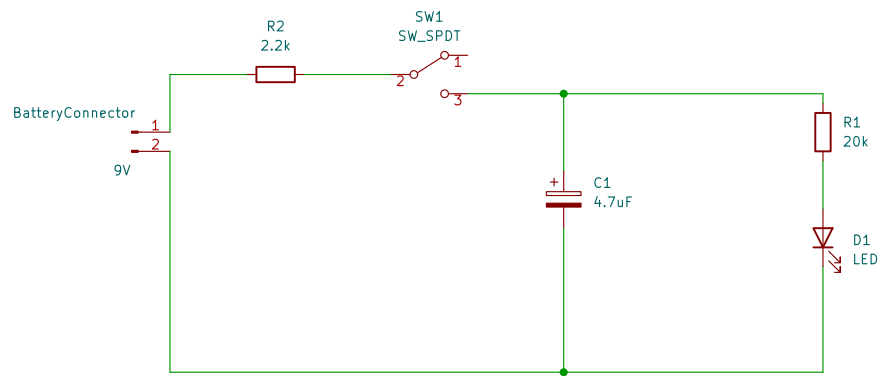 SW1
SW_SPDT
R2
2.2k
1
2
3
BatteryConnector
1
2
9V
R1
20k
+
C1
4.7uF
D1
LED